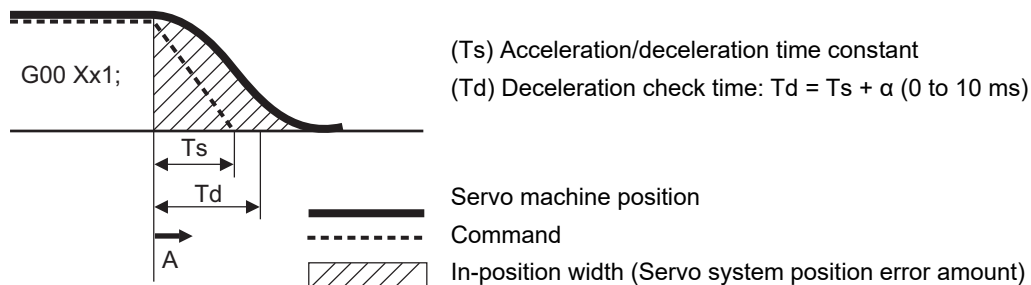 G00 Xx1;
(Ts) Acceleration/deceleration time constant
(Td) Deceleration check time: Td = Ts + α (0 to 10 ms)
Ts
Td
A
Servo machine position
Command
In-position width (Servo system position error amount)